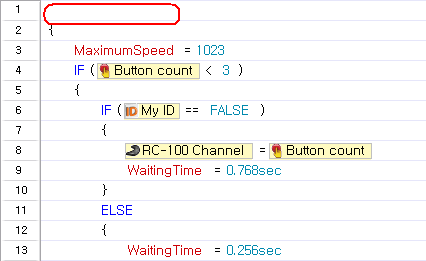 1
2 {
3 MaximumSpeed = 1023
4 IF ( Button count < 3 )
5 {
6 IF ( ID My ID == FALSE )
7 {
8 RC-100 Channel = Button count
9 WaitingTime = 0.768sec
10 }
11 ELSE
12 {
13 WaitingTime = 0.256sec